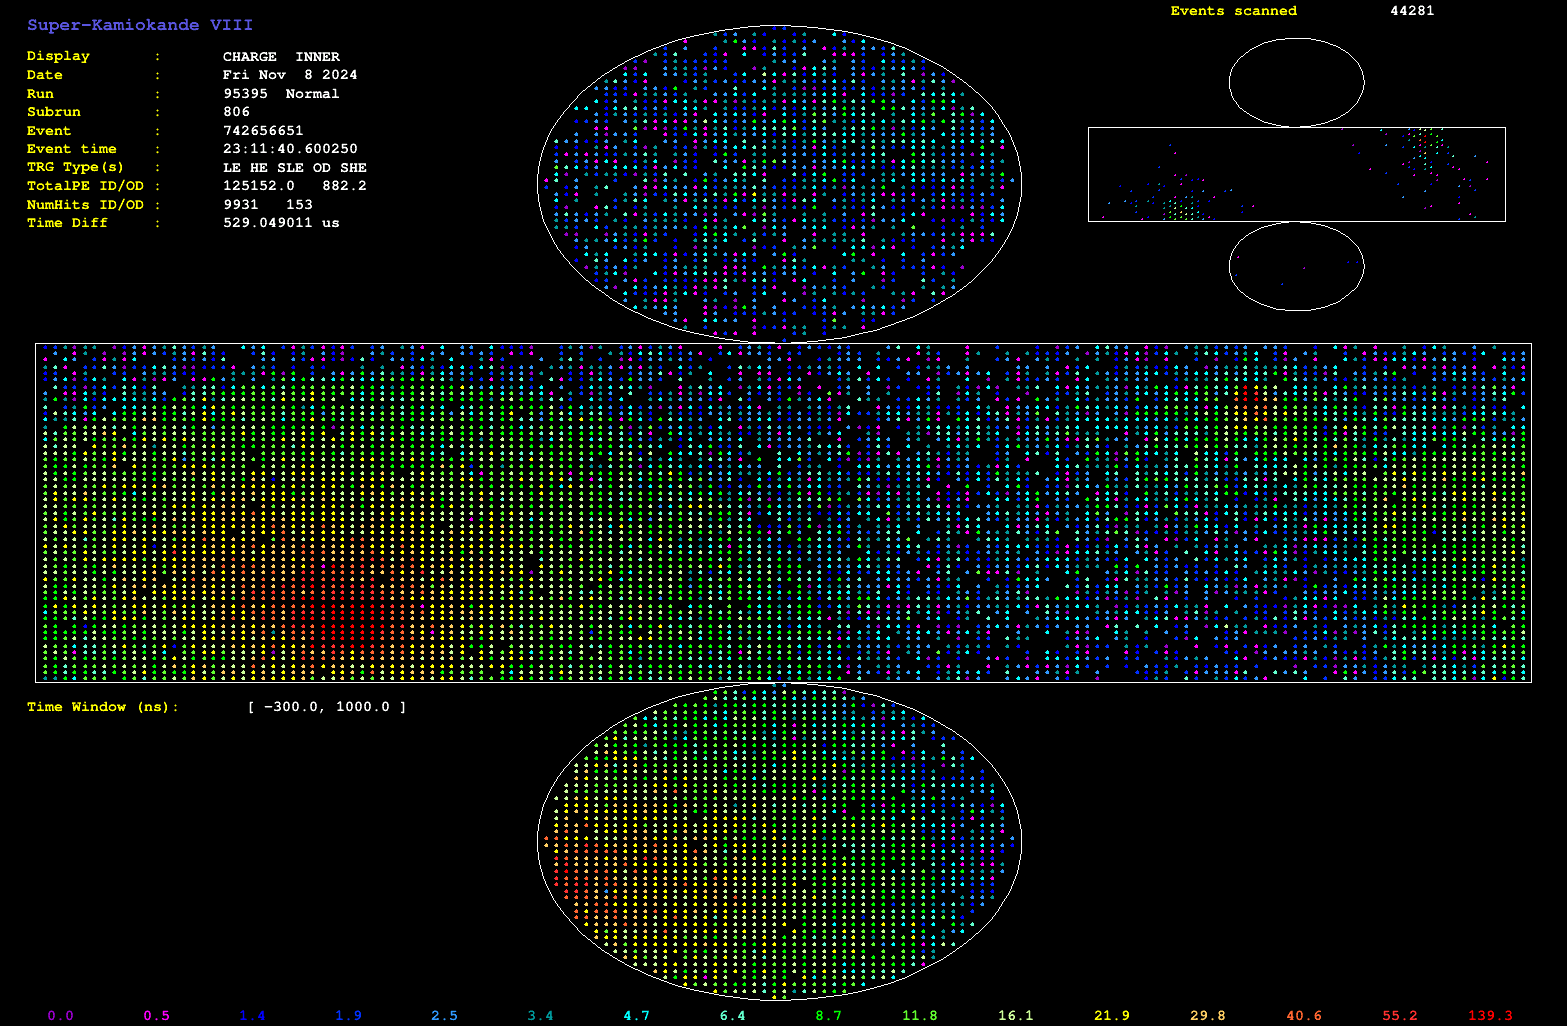 Super-Kamiokande VIII
Events scanned 44281
Display : CHARGE INNER
Date : Fri Nov 8 2024
Run : 95395 Normal
Subrun : 806
Event : 742656651
Event time : 23:11:40.600250
TRG Type(s) : LE HE SLE OD SHE
TotalPE ID/OD : 125152.0 882.2
NumHits ID/OD : 9931 153
Time Diff : 529.049011 us
Time Window (ns): [ -300.0, 1000.0 ]
0.0 0.5 1.4 1.9 2.5 3.4 4.7 6.4 8.7 11.8 16.1 21.9 29.8 40.6 55.2 139.3